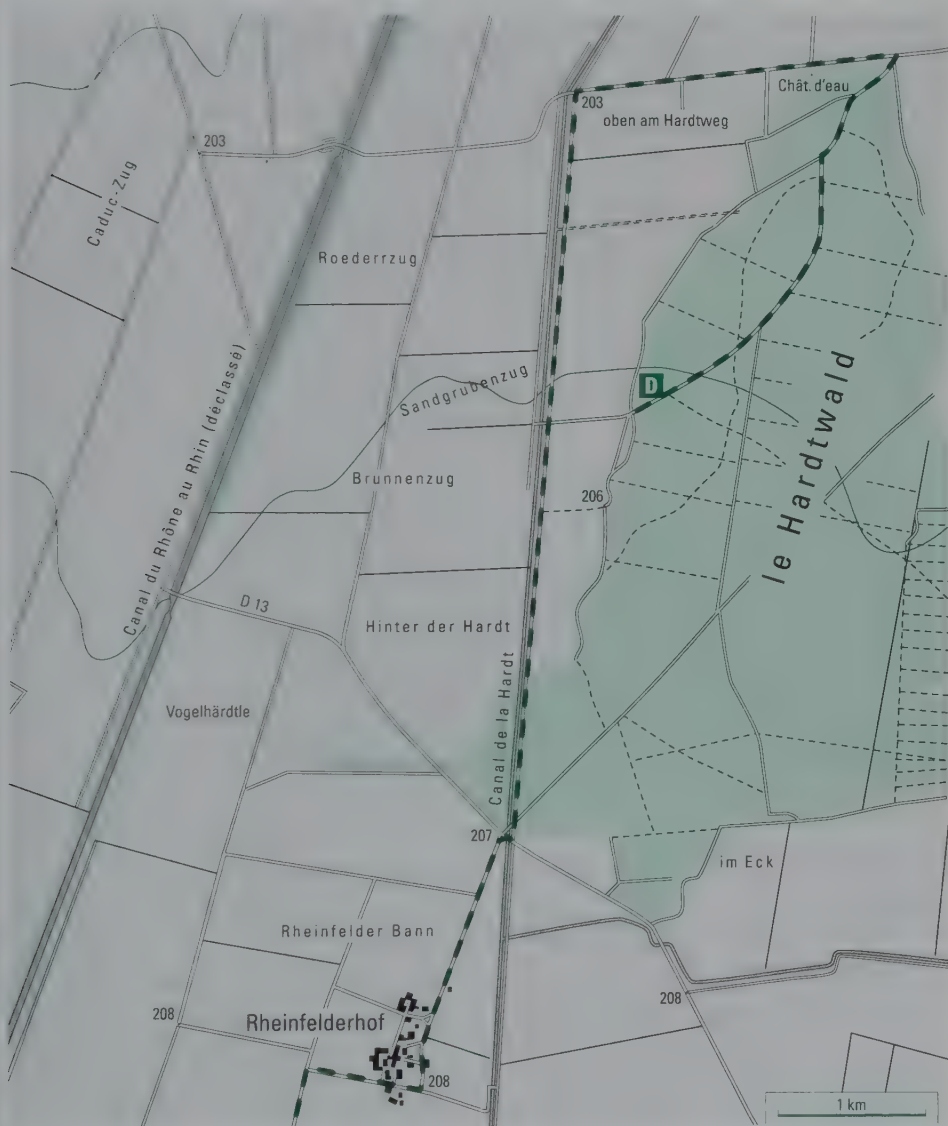 Chât. d'eau
203
oben am Hardtweg
203
Caduc-Zug
Roederrzug
Canal du Rhône au Rhin (déclassé)
Sandgrubenzug
D
le Hardtwald
Brunnenzug
206
D 13
Hinter der Hardt
Canal de la Hardt
Vogelhärdtle
207
im Eck
Rheinfelder Bann
208
208
Rheinfelderhof
208
1 km